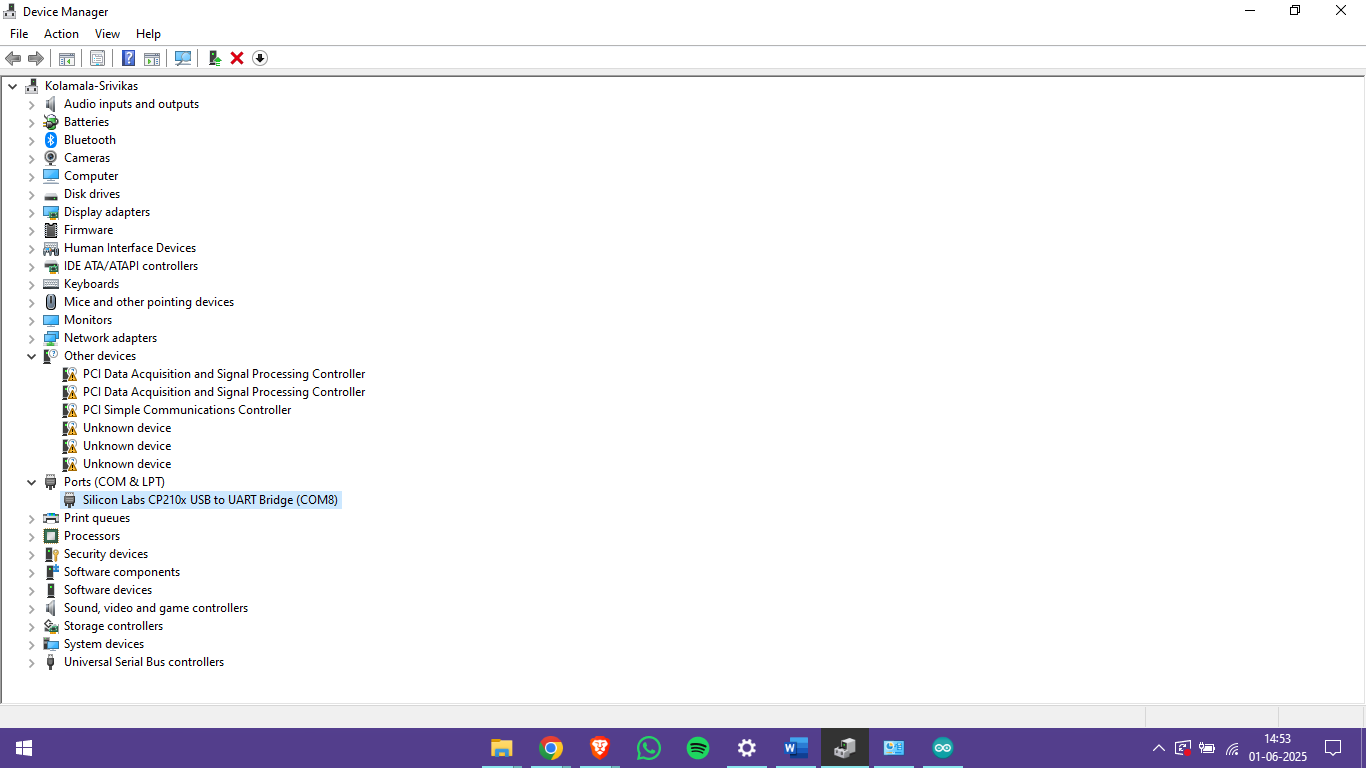 Device Manager
File Action View Help
Kolamala-Srivikas
Audio inputs and outputs
Batteries
Bluetooth
Cameras
Computer
Disk drives
Display adapters
Firmware
Human Interface Devices
IDE ATA/ATAPI controllers
Keyboards
Mice and other pointing devices
Monitors
Network adapters
Other devices
PCI Data Acquisition and Signal Processing Controller
PCI Data Acquisition and Signal Processing Controller
PCI Simple Communications Controller
Unknown device
Unknown device
Unknown device
Ports (COM & LPT)
Silicon Labs CP210x USB to UART Bridge (COM8)
Print queues
Processors
Security devices
Software components
Software devices
Sound, video and game controllers
Storage controllers
System devices
Universal Serial Bus controllers
14:53
01-06-2025